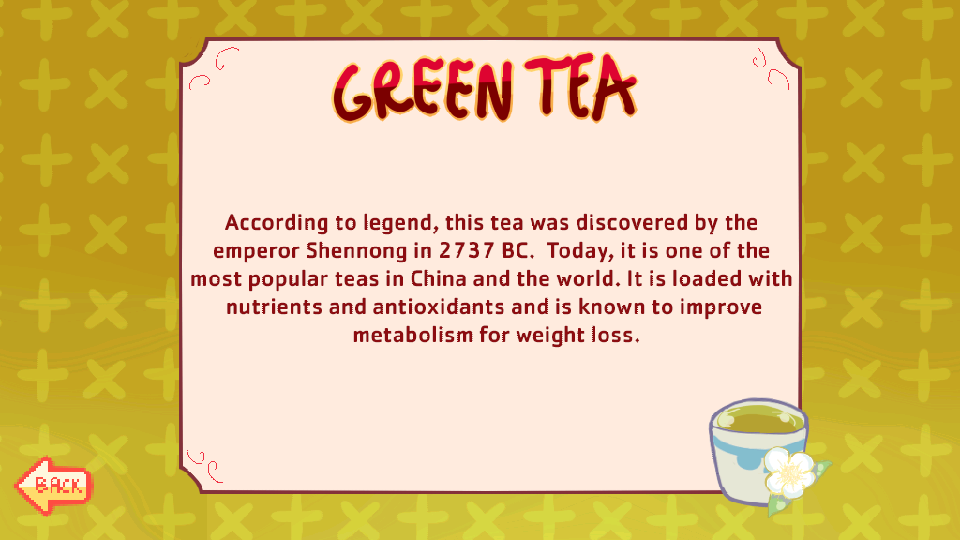 GREEN TEA
According to legend, this tea was discovered by the
emperor Shennong in 2737 BC.  Today, it is one of the
most popular teas in China and the world. It is loaded with
nutrients and antioxidants and is known to improve
metabolism for weight loss.
BACK